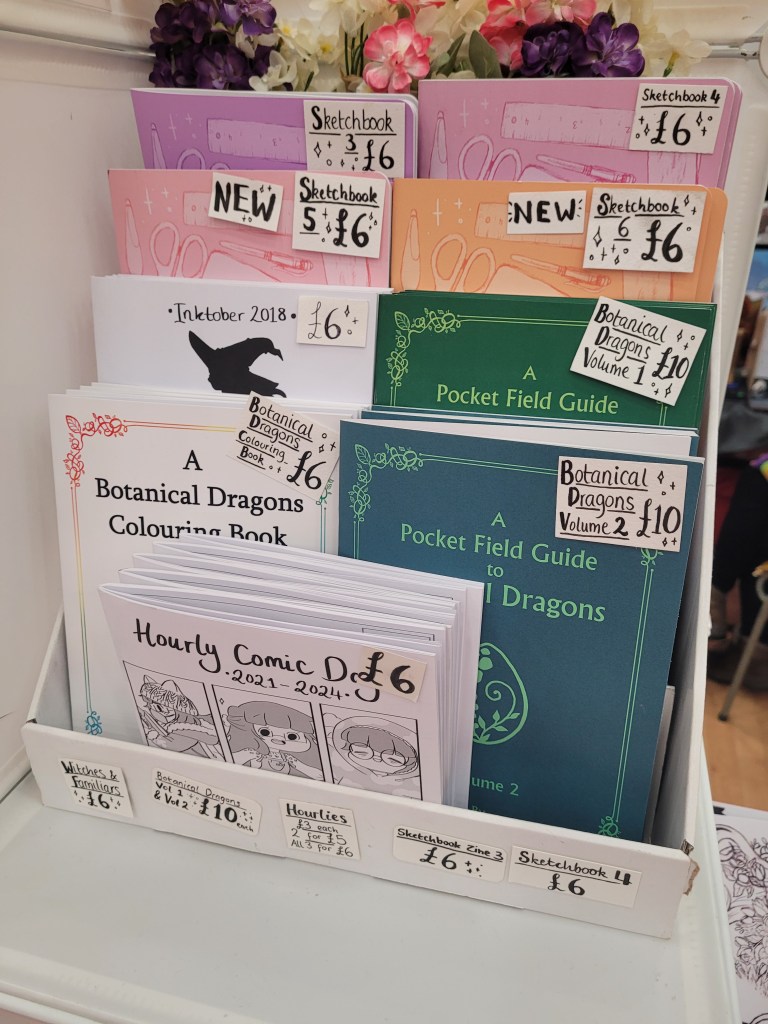 Sketchbook
3 £6
Sketchbook 4
£6
NEW
Sketchbook
5 £6
NEW
Sketchbook
6 £6
•Inktober 2018•
£6
Botanical
Dragons
Volume 1 £10
A
Pocket Field Guide
Botanical
Dragons
Colouring
Book £6
A
Botanical Dragons
Colouring Book
Botanical
Dragons
Volume 2 £10
A
Pocket Field Guide
to
Dragons
Volume 2
Hourly Comic Day
£6
•2021-2024•
Witches &
Familiars
£6
Botanical Dragons
Vol 1
& Vol 2 £10 each
Hourlies
£3 each
2 for £5
All 3 for £6
Sketchbook Zine 3
£6
Sketchbook 4
£6